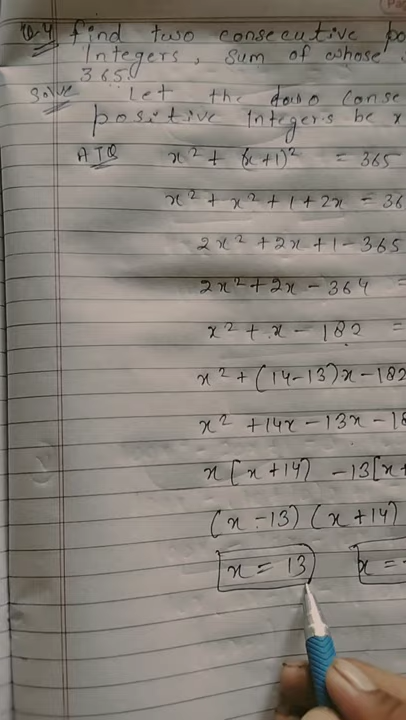 Q.4 find two consecutive po
Integers, sum of whose
365.
Solve Let the two conse
positive Integers be x
ATQ x² + (x+1)² = 365
x² + x² + 1 + 2x = 36
2x² + 2x + 1 - 365
2x² + 2x - 364 =
x² + x - 182 =
x² + (14-13)x - 182
x² + 14x - 13x - 18
x[x+14) - 13[x+
(x-13) (x+14)
x = 13 x = -